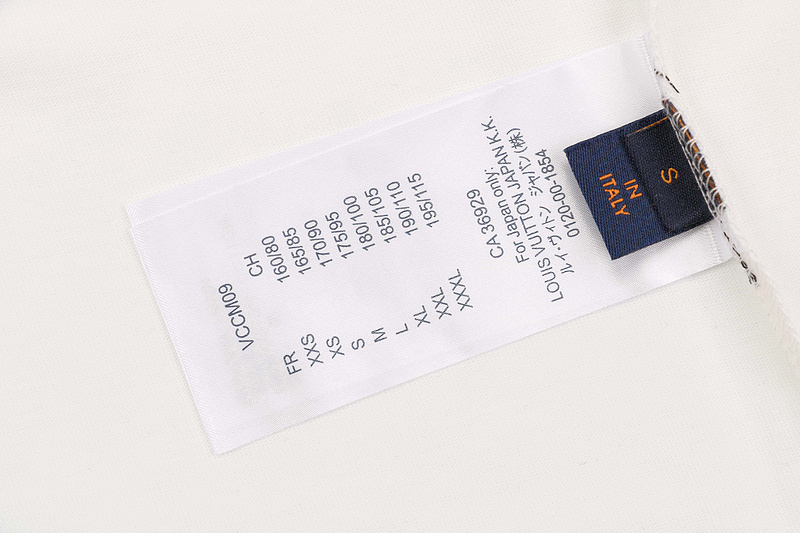 VCCM09
FR CH
XXS 160/80
XS 165/85
S 170/90
M 175/95
L 180/100
XL 185/105
XXL 190/110
XXXL 195/115
CA 36929
For Japan only:
LOUIS VUITTON JAPAN K.K.
ルイ・ヴィトン ジャパン(株)
0120-00-1854
S
IN
ITALY